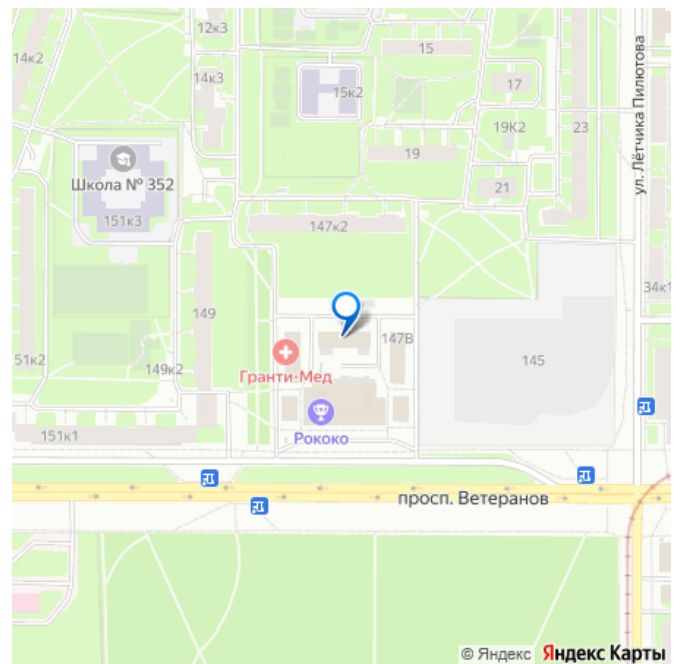 12к3
14к2
15
14к3
15к2
17
19К2
23
ул. Лётчика Пилютова
19
Школа № 352
21
151к3
147к2
34к1
149
147В
51к2
149к2
145
Гранти-Мед
Рококо
151к1
просп. Ветеранов
© Яндекс Яндекс Карты